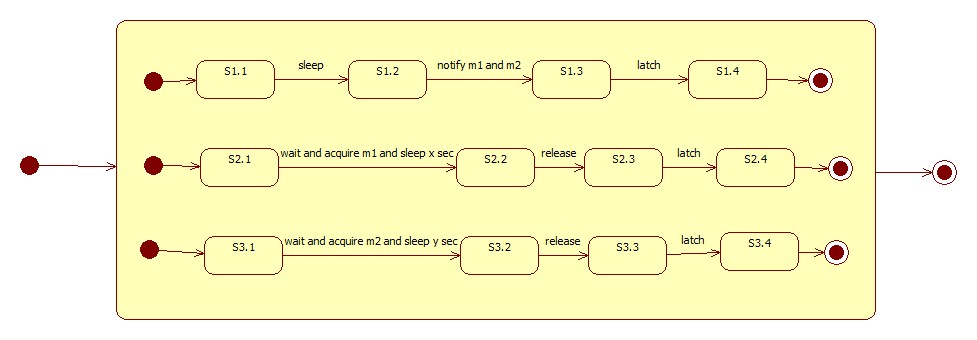 S1.1 sleep S1.2 notify m1 and m2 S1.3 latch S1.4
S2.1 wait and acquire m1 and sleep x sec S2.2 release S2.3 latch S2.4
S3.1 wait and acquire m2 and sleep y sec S3.2 release S3.3 latch S3.4